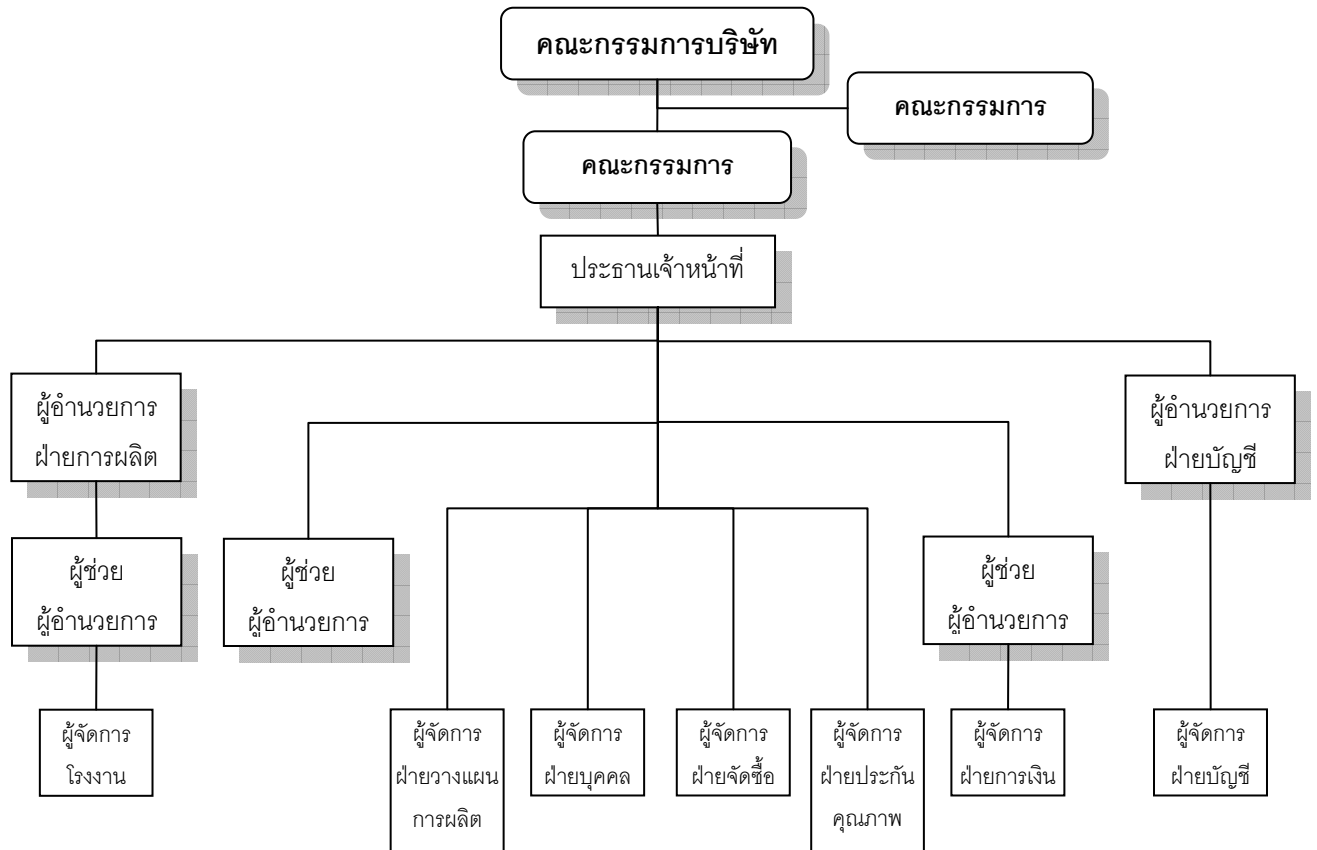 คณะกรรมการบริษัท
คณะกรรมการ
คณะกรรมการ
ประธานเจ้าหน้าที่
ผู้อำนวยการ
ฝ่ายการผลิต
ผู้อำนวยการ
ฝ่ายบัญชี
ผู้ช่วย
ผู้อำนวยการ
ผู้ช่วย
ผู้อำนวยการ
ผู้ช่วย
ผู้อำนวยการ
ผู้จัดการ
โรงงาน
ผู้จัดการ
ฝ่ายวางแผน
การผลิต
ผู้จัดการ
ฝ่ายบุคคล
ผู้จัดการ
ฝ่ายจัดซื้อ
ผู้จัดการ
ฝ่ายประกัน
คุณภาพ
ผู้จัดการ
ฝ่ายการเงิน
ผู้จัดการ
ฝ่ายบัญชี